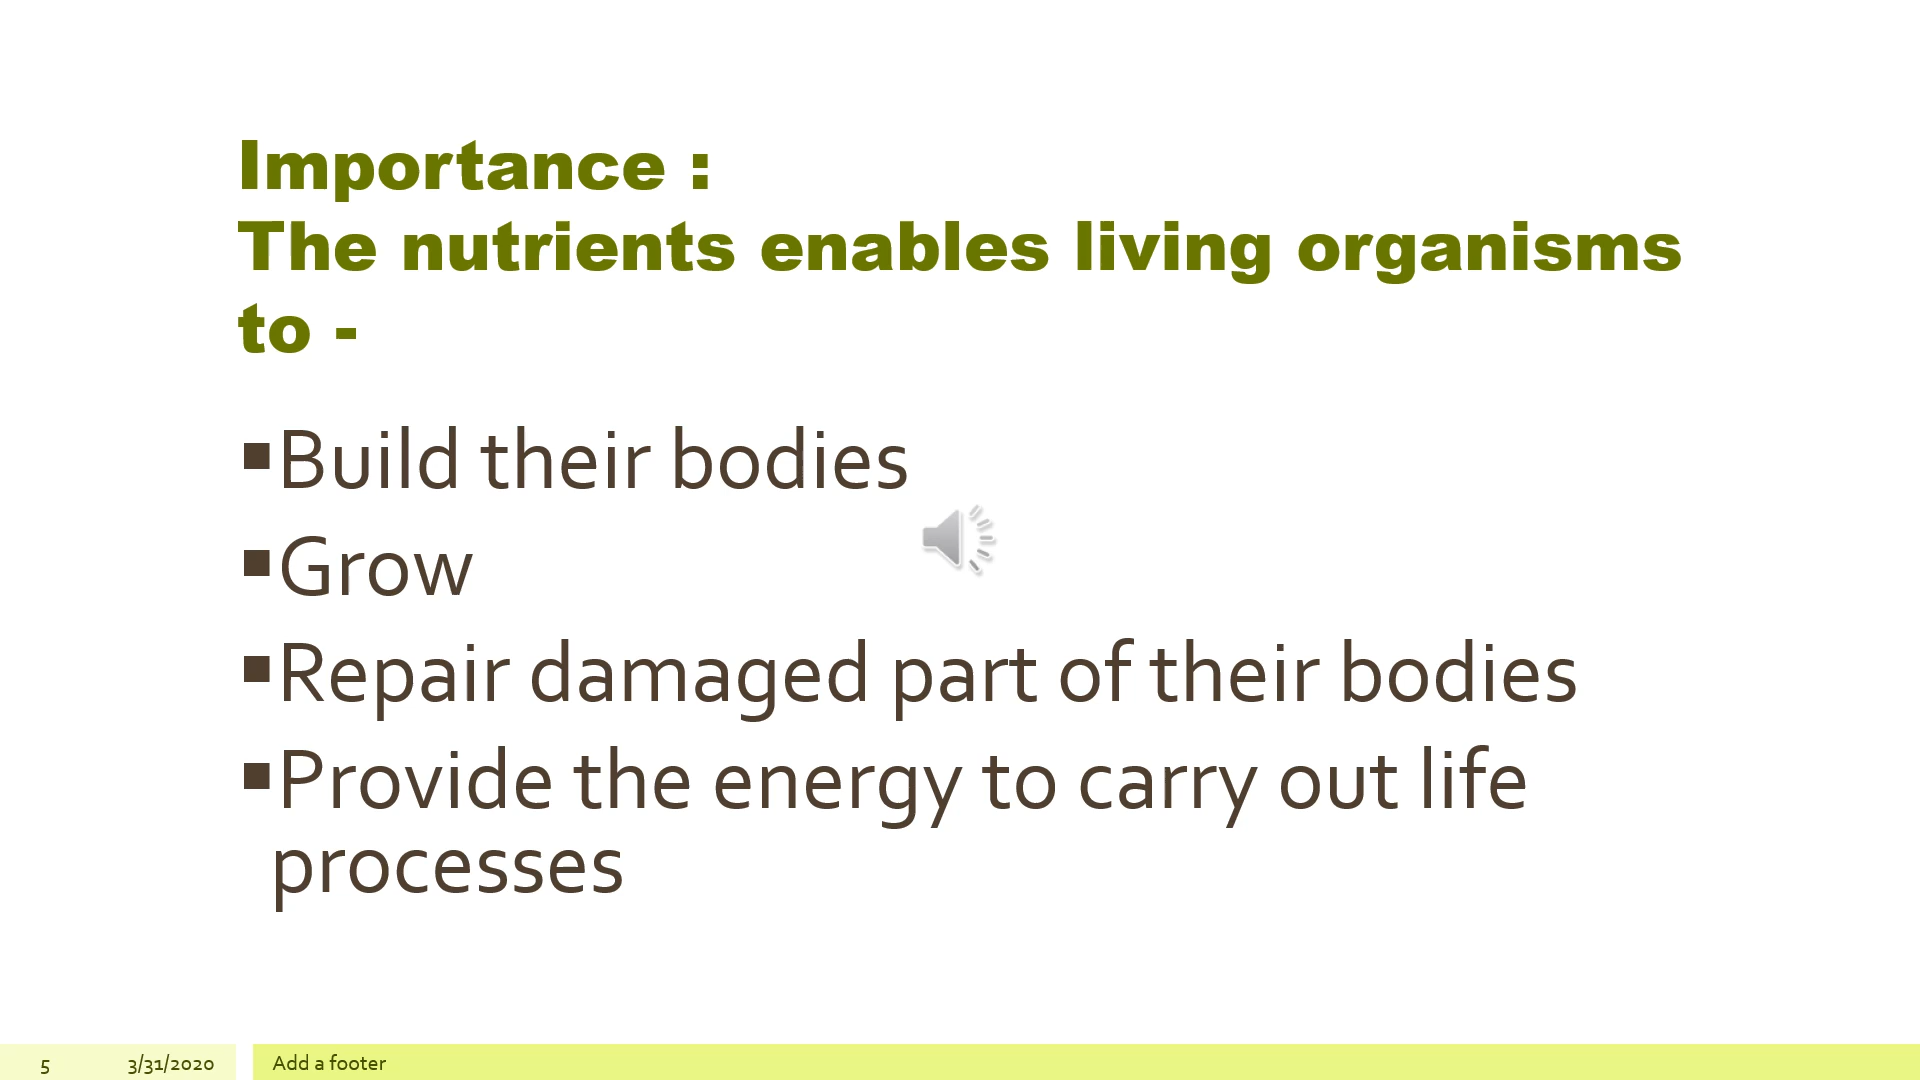 Importance :
The nutrients enables living organisms
to -
▪Build their bodies
▪Grow
▪Repair damaged part of their bodies
▪Provide the energy to carry out life
processes
5 3/31/2020 Add a footer